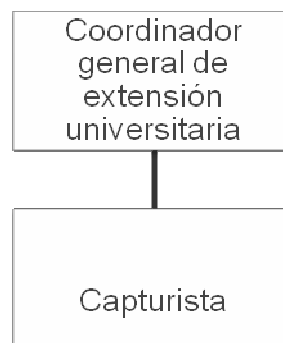 Coordinador
general de
extensión
universitaria
Capturista